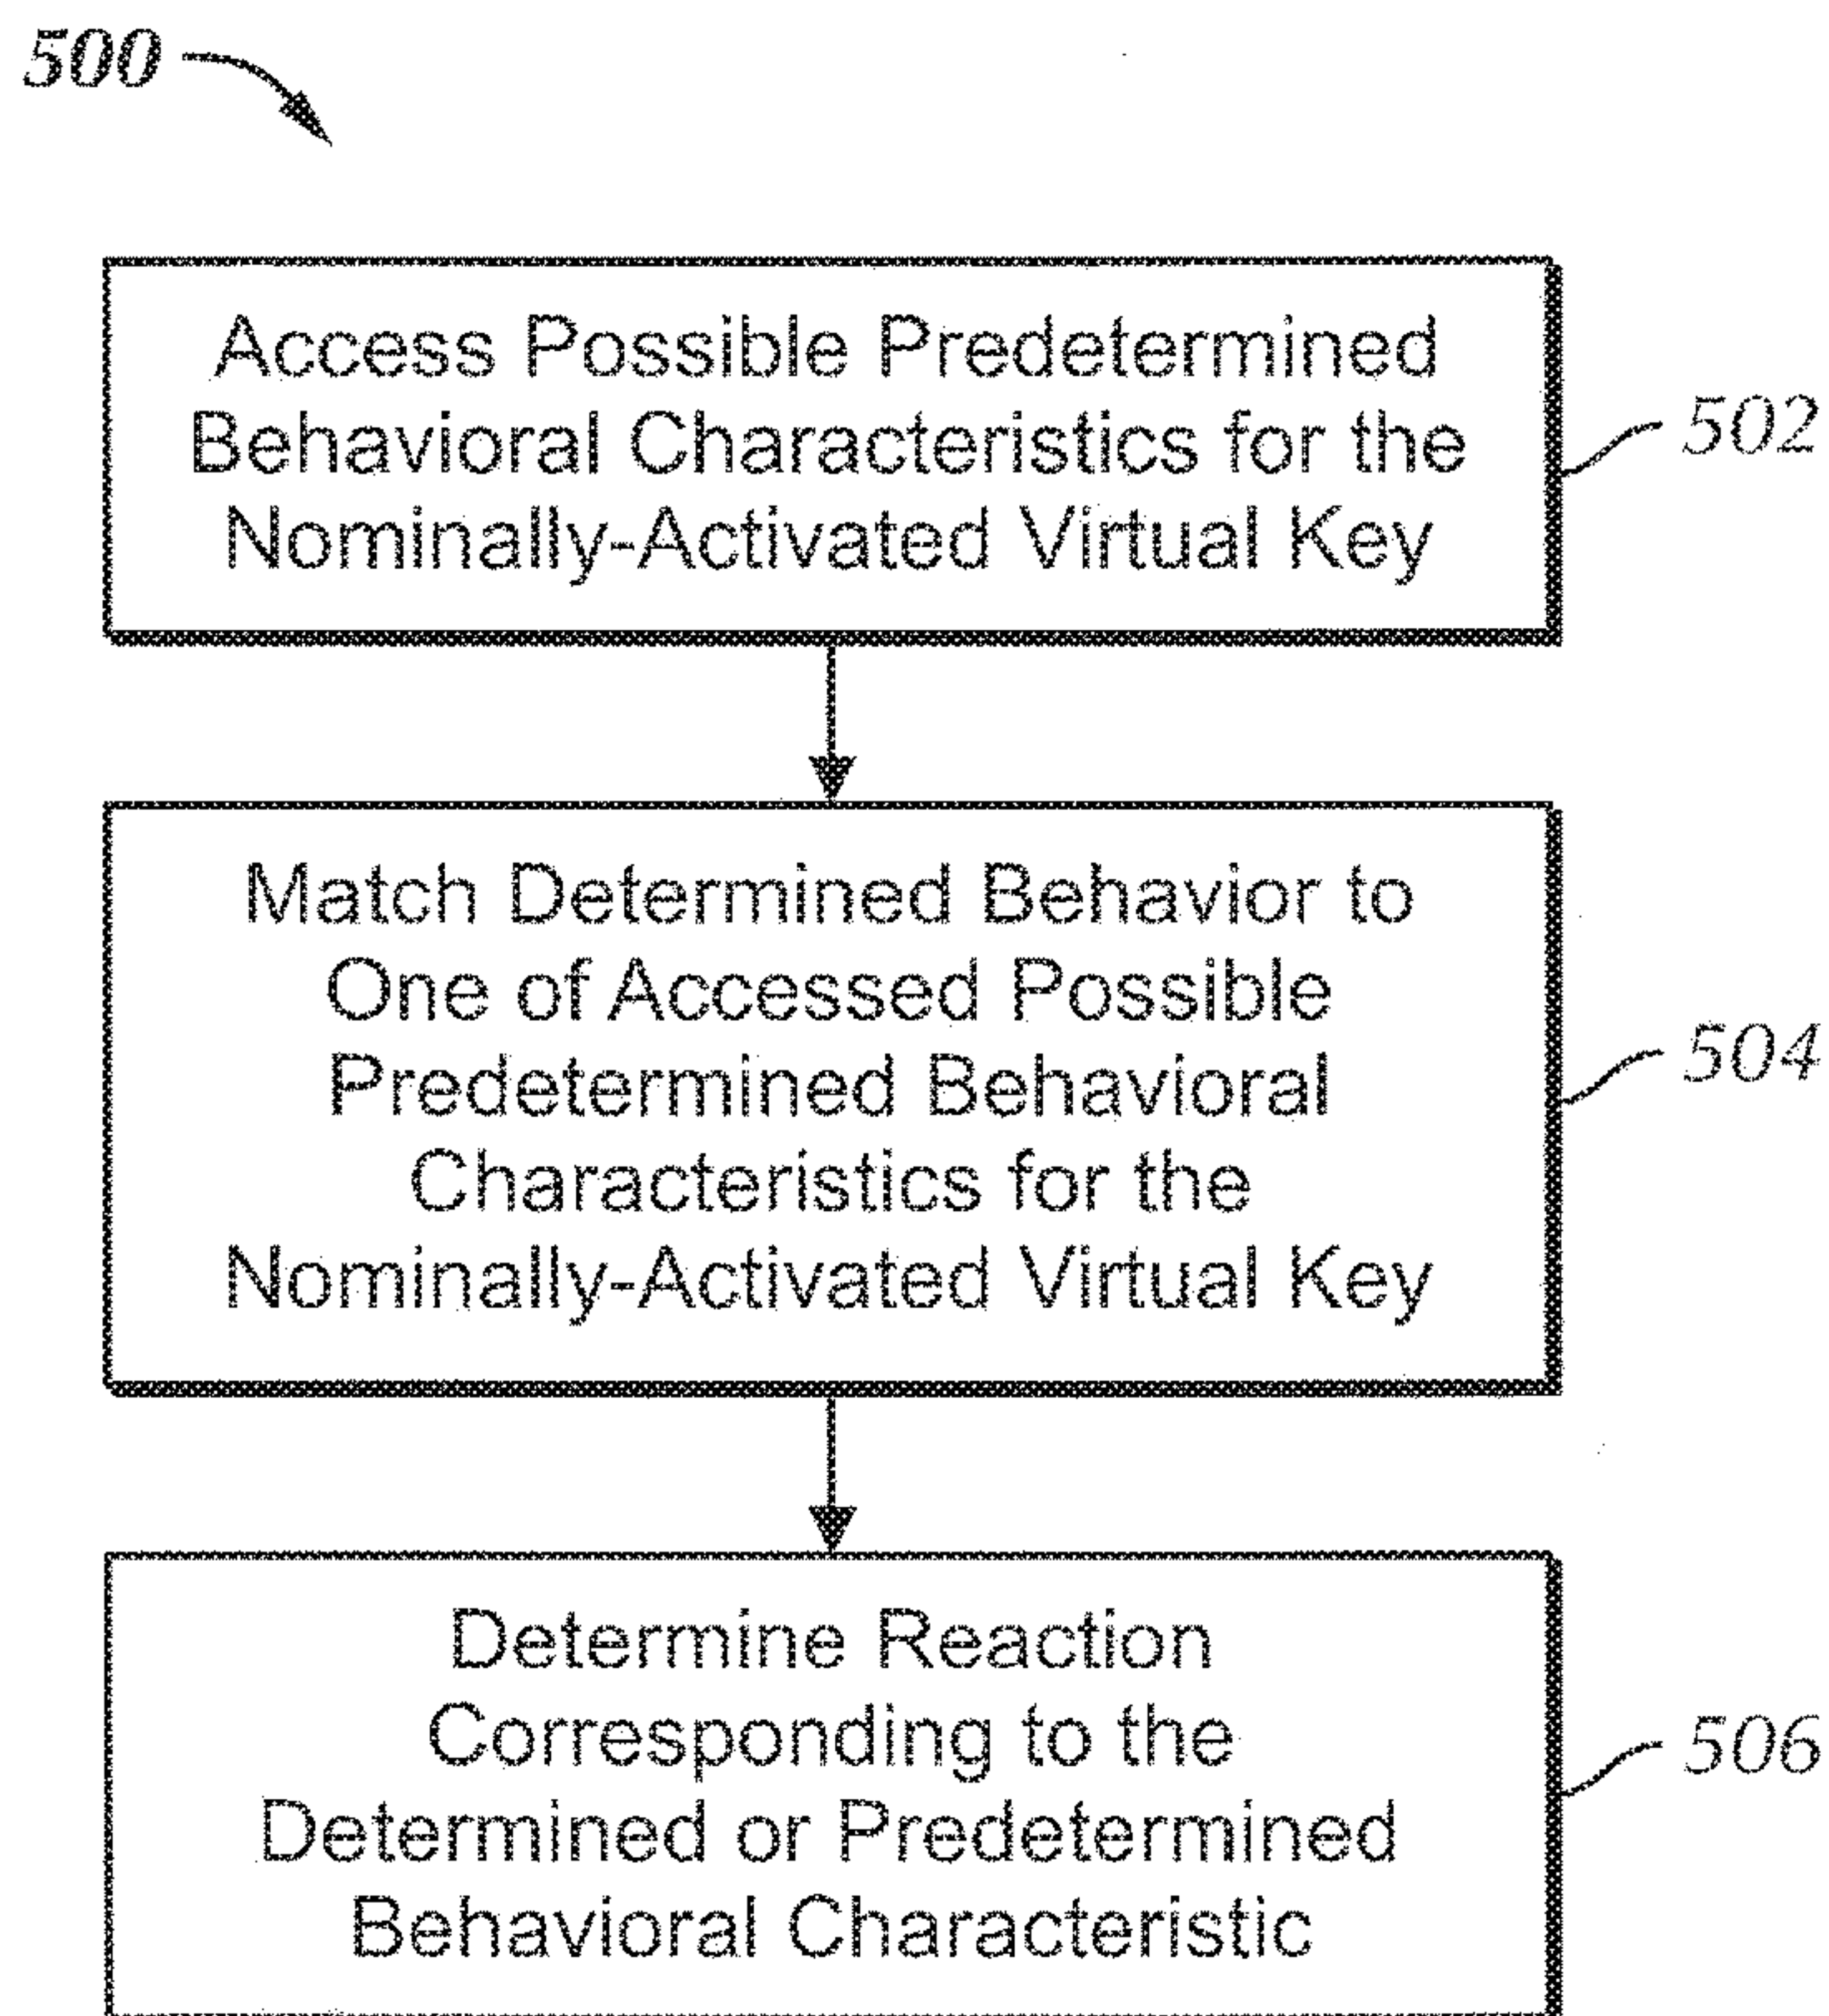 500
Access Possible Predetermined
Behavioral Characteristics for the
Nominally-Activated Virtual Key
502
Match Determined Behavior to
One of Accessed Possible
Predetermined Behavioral
Characteristics for the
Nominally-Activated Virtual Key
504
Determine Reaction
Corresponding to the
Determined or Predetermined
Behavioral Characteristic
506